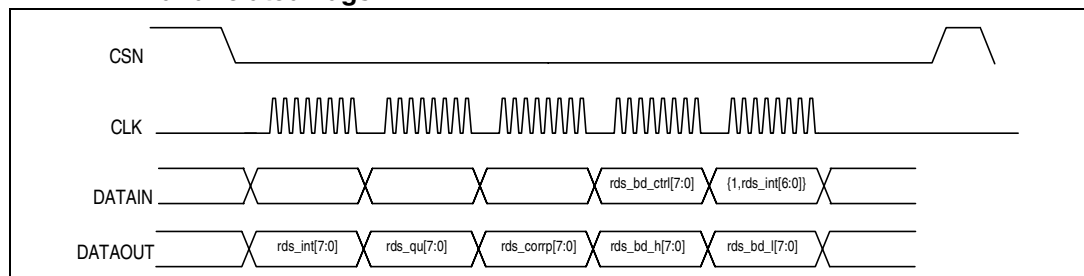 CSN
CLK
DATAIN
rds_bd_ctrl[7:0] {1,rds_int[6:0]}
DATAOUT
rds_int[7:0] rds_qu[7:0] rds_corrp[7:0] rds_bd_h[7:0] rds_bd_l[7:0]